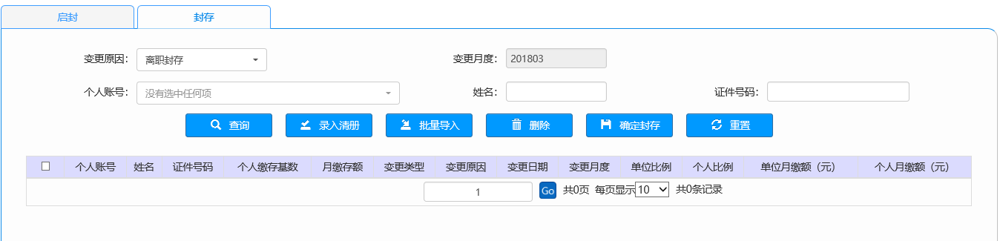 启封 封存
变更原因： 离职封存 变更月度： 201803
个人账号： 没有选中任何项 姓名： 证件号码：
查询 录入清册 批量导入 删除 确定封存 重置
个人账号 姓名 证件号码 个人缴存基数 月缴存额 变更类型 变更原因 变更日期 变更月度 单位比例 个人比例 单位月缴额（元） 个人月缴额（元）
1 Go 共0页 每页显示 10 共0条记录